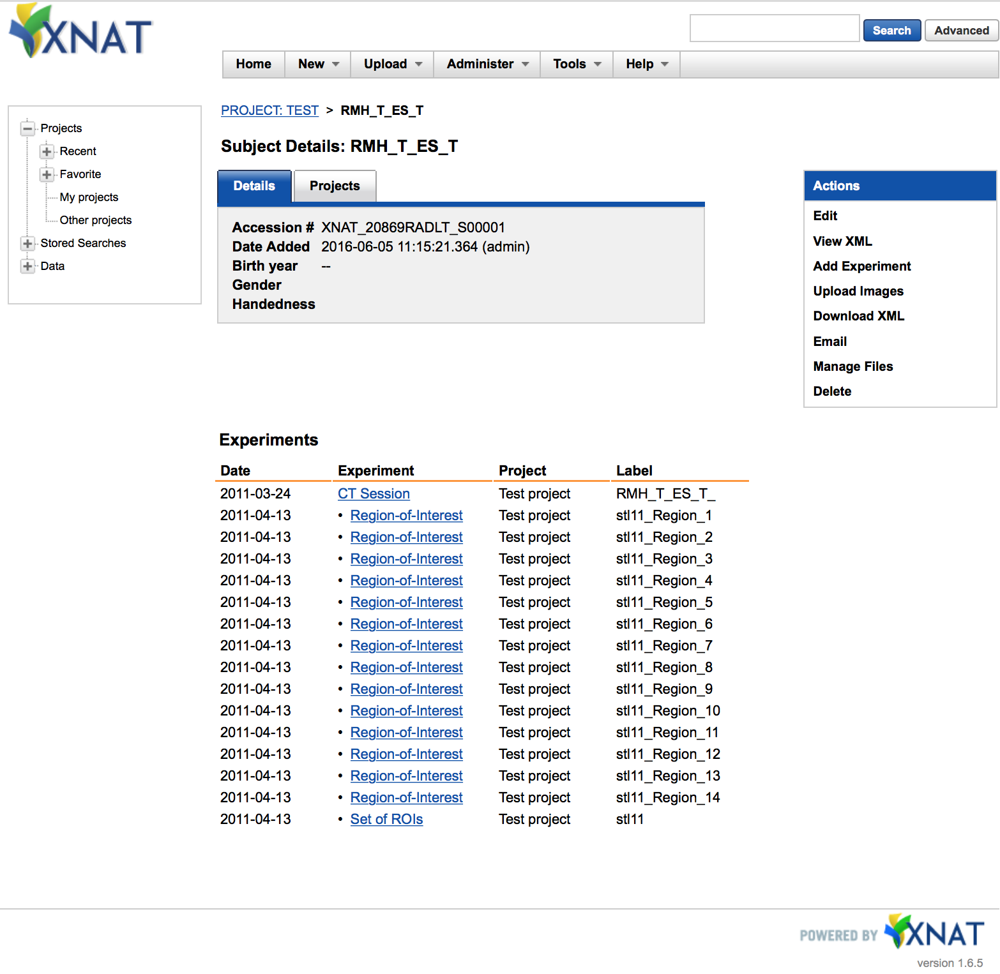 XNAT
Search Advanced
Home New Upload Administer Tools Help
Projects
Recent
Favorite
My projects
Other projects
Stored Searches
Data
PROJECT: TEST > RMH_T_ES_T
Subject Details: RMH_T_ES_T
Details Projects
Accession # XNAT_20869RADLT_S00001
Date Added 2016-06-05 11:15:21.364 (admin)
Birth year --
Gender
Handedness
Actions
Edit
View XML
Add Experiment
Upload Images
Download XML
Email
Manage Files
Delete
Experiments
Date Experiment Project Label
2011-03-24 CT Session Test project RMH_T_ES_T_
2011-04-13 • Region-of-Interest Test project stl11_Region_1
2011-04-13 • Region-of-Interest Test project stl11_Region_2
2011-04-13 • Region-of-Interest Test project stl11_Region_3
2011-04-13 • Region-of-Interest Test project stl11_Region_4
2011-04-13 • Region-of-Interest Test project stl11_Region_5
2011-04-13 • Region-of-Interest Test project stl11_Region_6
2011-04-13 • Region-of-Interest Test project stl11_Region_7
2011-04-13 • Region-of-Interest Test project stl11_Region_8
2011-04-13 • Region-of-Interest Test project stl11_Region_9
2011-04-13 • Region-of-Interest Test project stl11_Region_10
2011-04-13 • Region-of-Interest Test project stl11_Region_11
2011-04-13 • Region-of-Interest Test project stl11_Region_12
2011-04-13 • Region-of-Interest Test project stl11_Region_13
2011-04-13 • Region-of-Interest Test project stl11_Region_14
2011-04-13 • Set of ROIs Test project stl11
POWERED BY XNAT
version 1.6.5